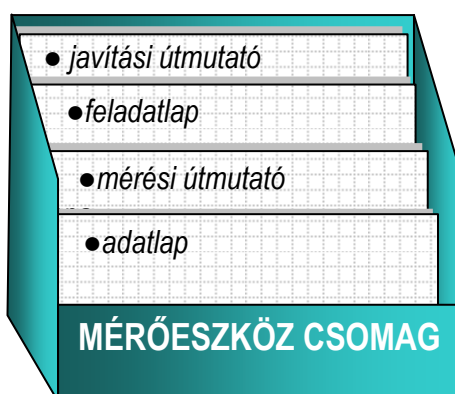 ● javítási útmutató
●feladatlap
●mérési útmutató
●adatlap
MÉRŐESZKÖZ CSOMAG